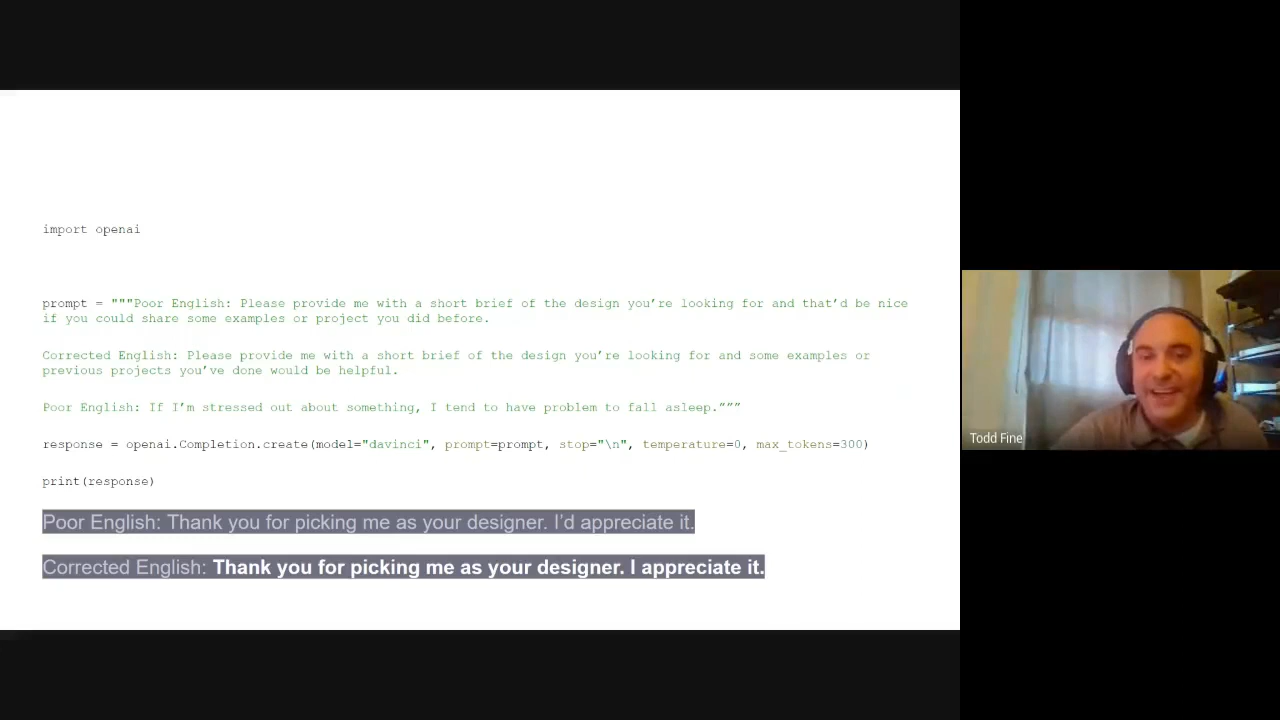 import openai
prompt = """Poor English: Please provide me with a short brief of the design you’re looking for and that’d be nice
if you could share some examples or project you did before.
Corrected English: Please provide me with a short brief of the design you’re looking for and some examples or
previous projects you’ve done would be helpful.
Poor English: If I’m stressed out about something, I tend to have problem to fall asleep.”””
response = openai.Completion.create(model="davinci", prompt=prompt, stop="\n", temperature=0, max_tokens=300)
print(response)
Poor English: Thank you for picking me as your designer. I’d appreciate it.
Corrected English: Thank you for picking me as your designer. I appreciate it.
Todd Fine